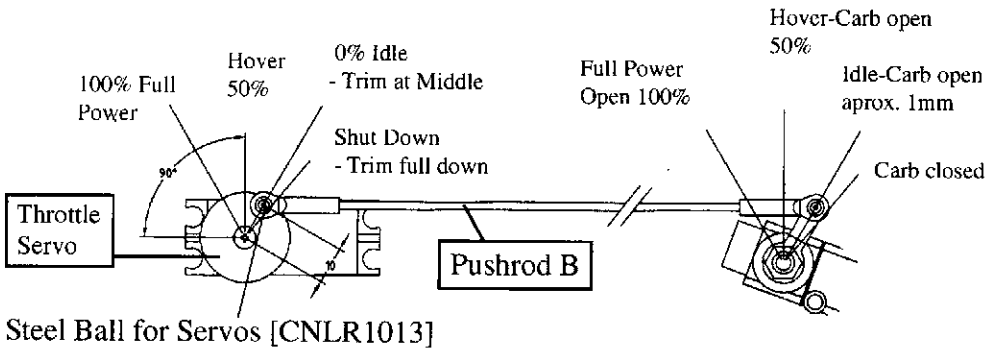 100% Full
Power
Hover
50%
0% Idle
- Trim at Middle
Shut Down
- Trim full down
Full Power
Open 100%
Hover-Carb open
50%
Idle-Carb open
aprox. 1mm
Carb closed
90°
Throttle
Servo
10
Pushrod B
Steel Ball for Servos [CNLR1013]